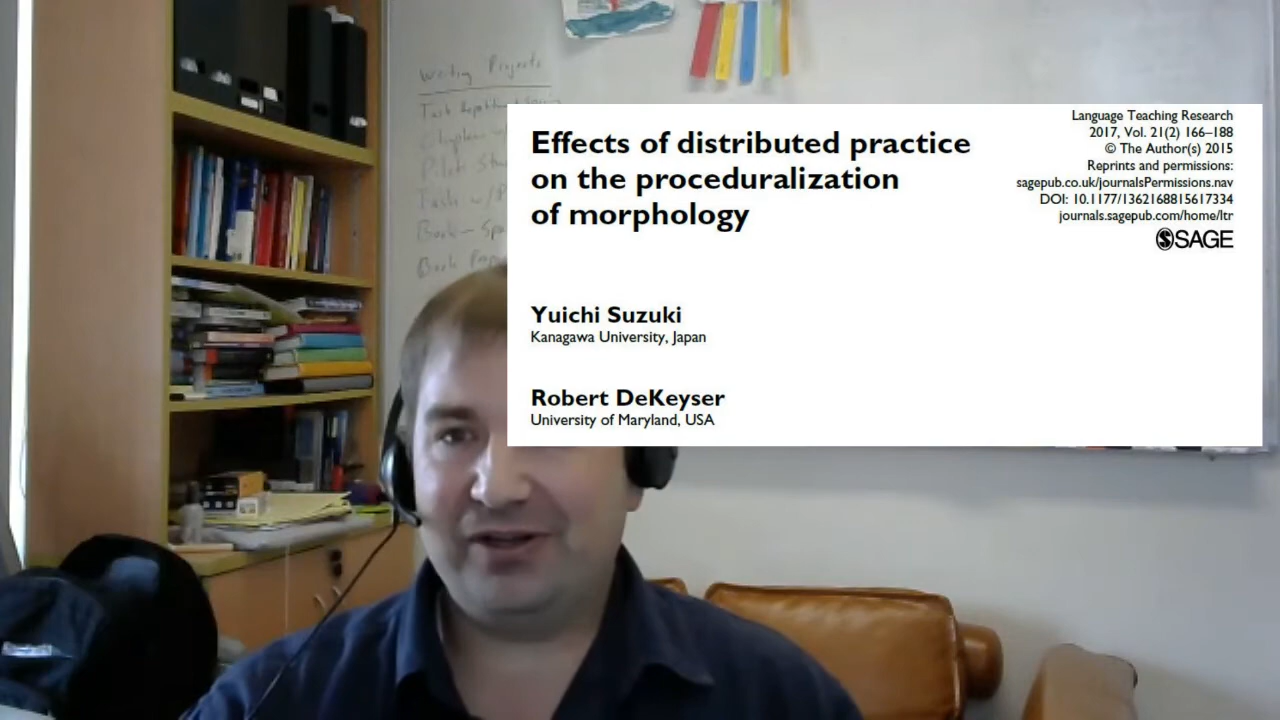 Writing Projects
Task Repetition
Effects of distributed practice
on the proceduralization
of morphology
Language Teaching Research
2017, Vol. 21(2) 166–188
© The Author(s) 2015
Reprints and permissions:
sagepub.co.uk/journalsPermissions.nav
DOI: 10.1177/1362168815617334
journals.sagepub.com/home/ltr
SAGE
Yuichi Suzuki
Kanagawa University, Japan
Robert DeKeyser
University of Maryland, USA